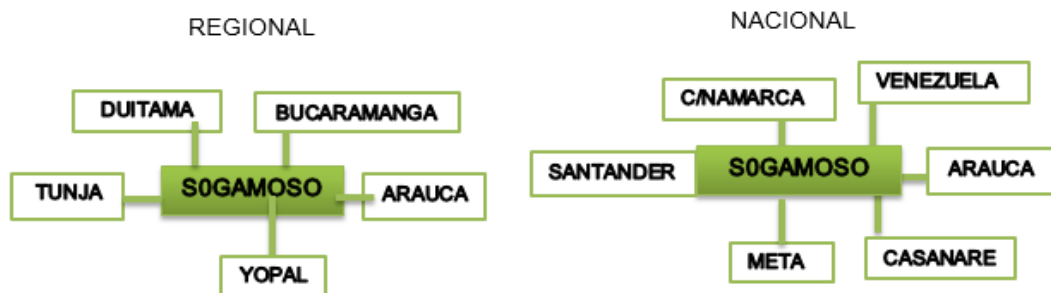 REGIONAL
DUITAMA
BUCARAMANGA
TUNJA
S0GAMOSO
ARAUCA
YOPAL
NACIONAL
C/NAMARCA
VENEZUELA
SANTANDER
S0GAMOSO
ARAUCA
META
CASANARE